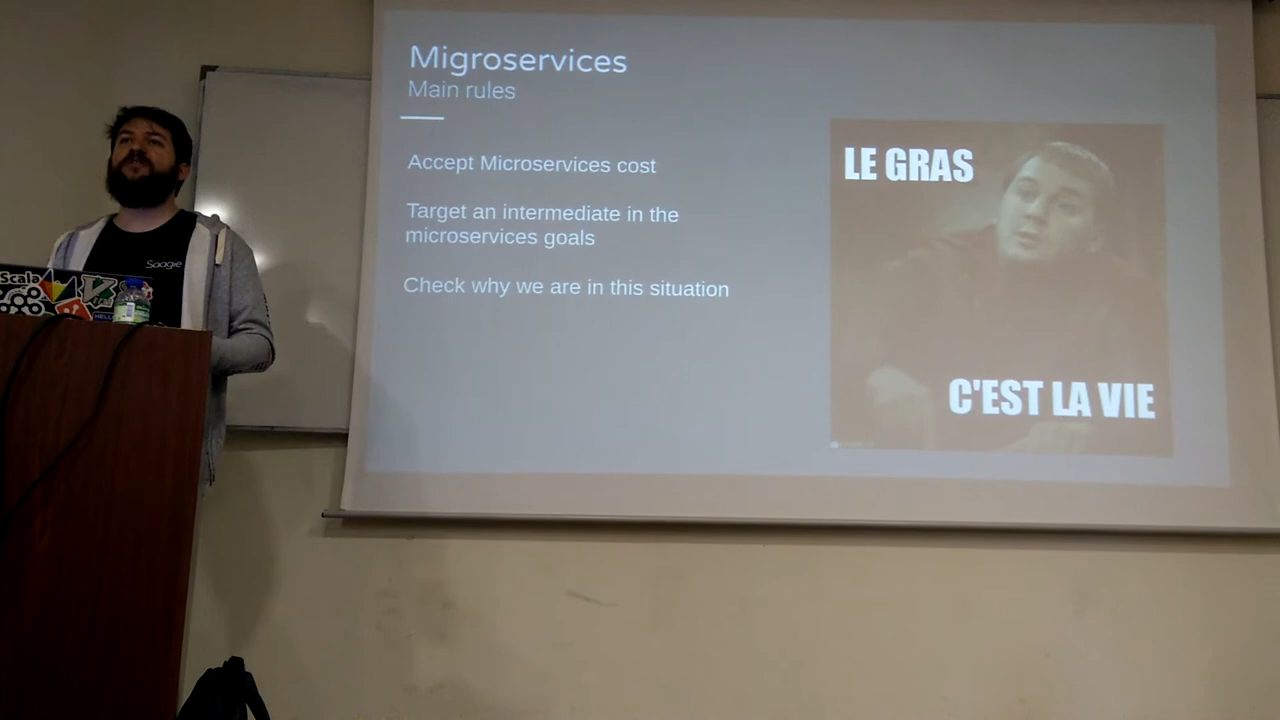 Migroservices
Main rules
Accept Microservices cost
Target an intermediate in the
microservices goals
Check why we are in this situation
LE GRAS
C'EST LA VIE
Saagie
Scala